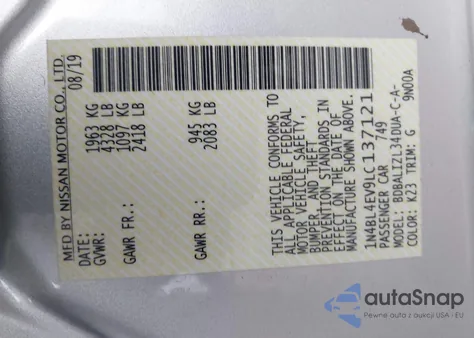 MFD BY NISSAN MOTOR CO., LTD
DATE: 08/19
GVWR: 1963 KG
4328 LB
GAWR FR.: 1097 KG
2418 LB
GAWR RR.: 945 KG
2083 LB
THIS VEHICLE CONFORMS TO
ALL APPLICABLE FEDERAL
MOTOR VEHICLE SAFETY,
BUMPER, AND THEFT
PREVENTION STANDARDS IN
EFFECT ON THE DATE OF
MANUFACTURE SHOWN ABOVE.
1N4BL4EV9LC137121
PASSENGER CAR 749
MODEL: BDBALIZL34DUA-C-A-
COLOR: K23 TRIM: G 9N00A
autoSnap
Pewne auta z aukcji USA - EU